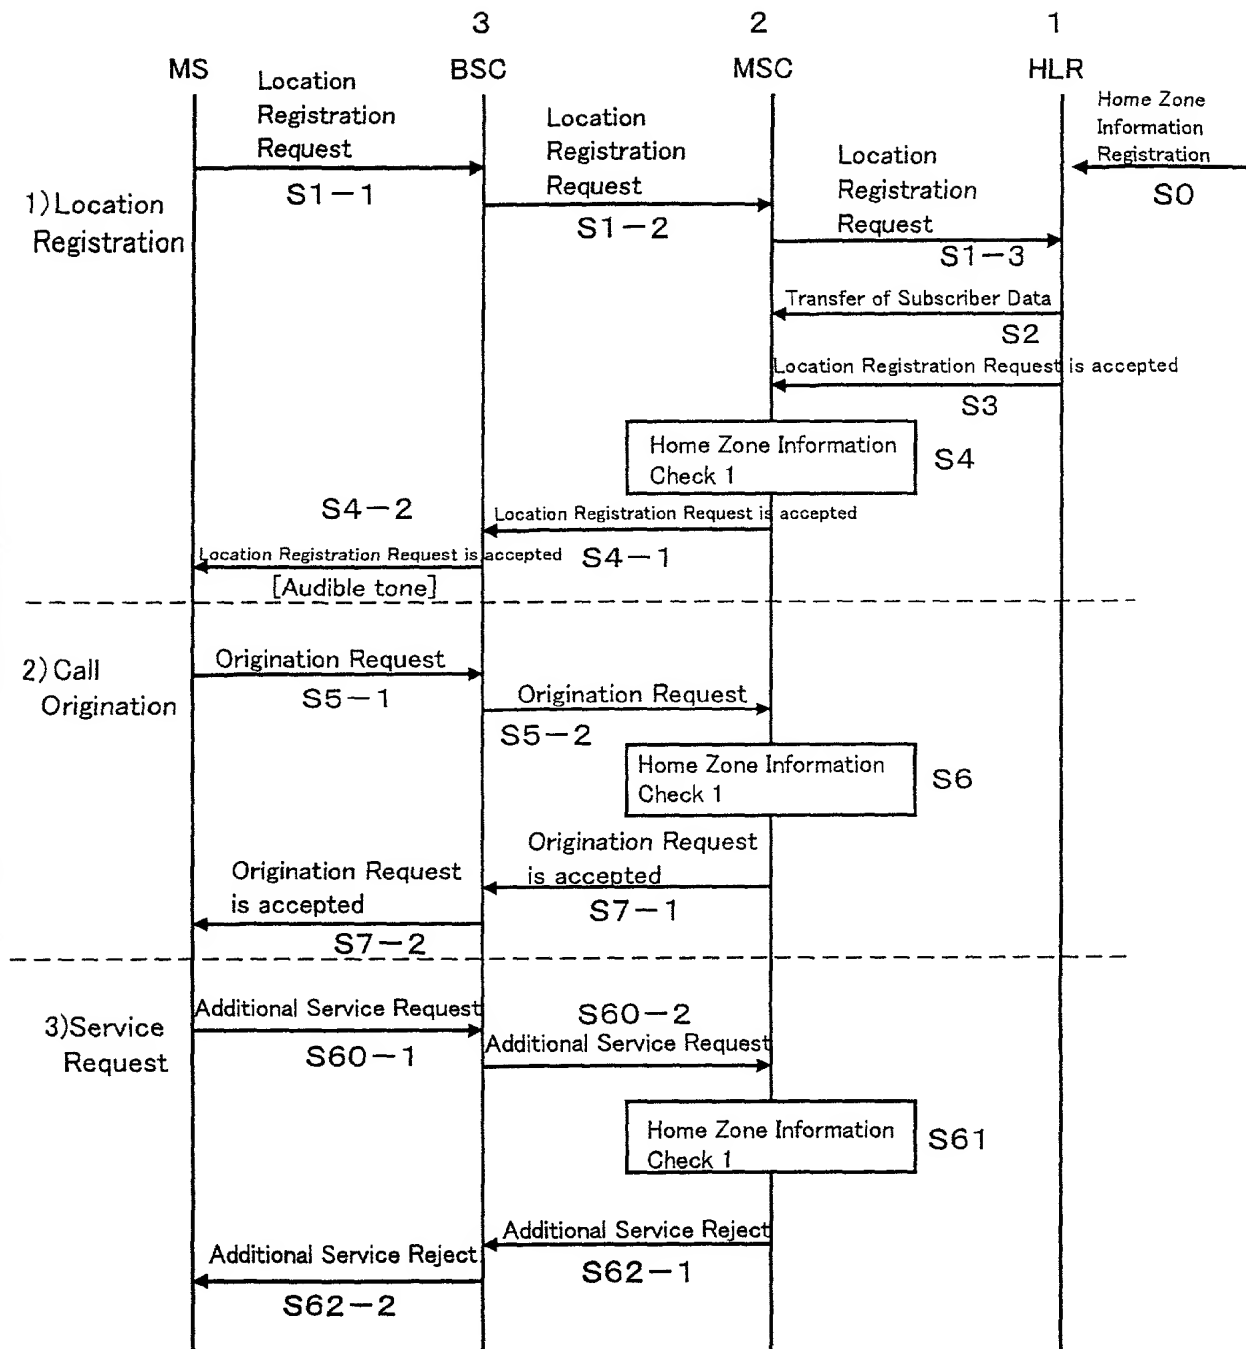 3
2
1
MS
BSC
MSC
HLR
Location
Registration
Request
S1-1
Location
Registration
Request
S1-2
Location
Registration
Request
S1-3
Home Zone
Information
Registration
S0
1)Location
Registration
Transfer of Subscriber Data
S2
Location Registration Request is accepted
S3
Home Zone Information
Check 1
S4
S4-2
Location Registration Request is accepted
S4-1
Location Registration Request is accepted
[Audible tone]
2)Call
Origination
Origination Request
S5-1
Origination Request
S5-2
Home Zone Information
Check 1
S6
Origination Request
is accepted
S7-1
Origination Request
is accepted
S7-2
3)Service
Request
Additional Service Request
S60-1
S60-2
Additional Service Request
Home Zone Information
Check 1
S61
Additional Service Reject
S62-1
Additional Service Reject
S62-2